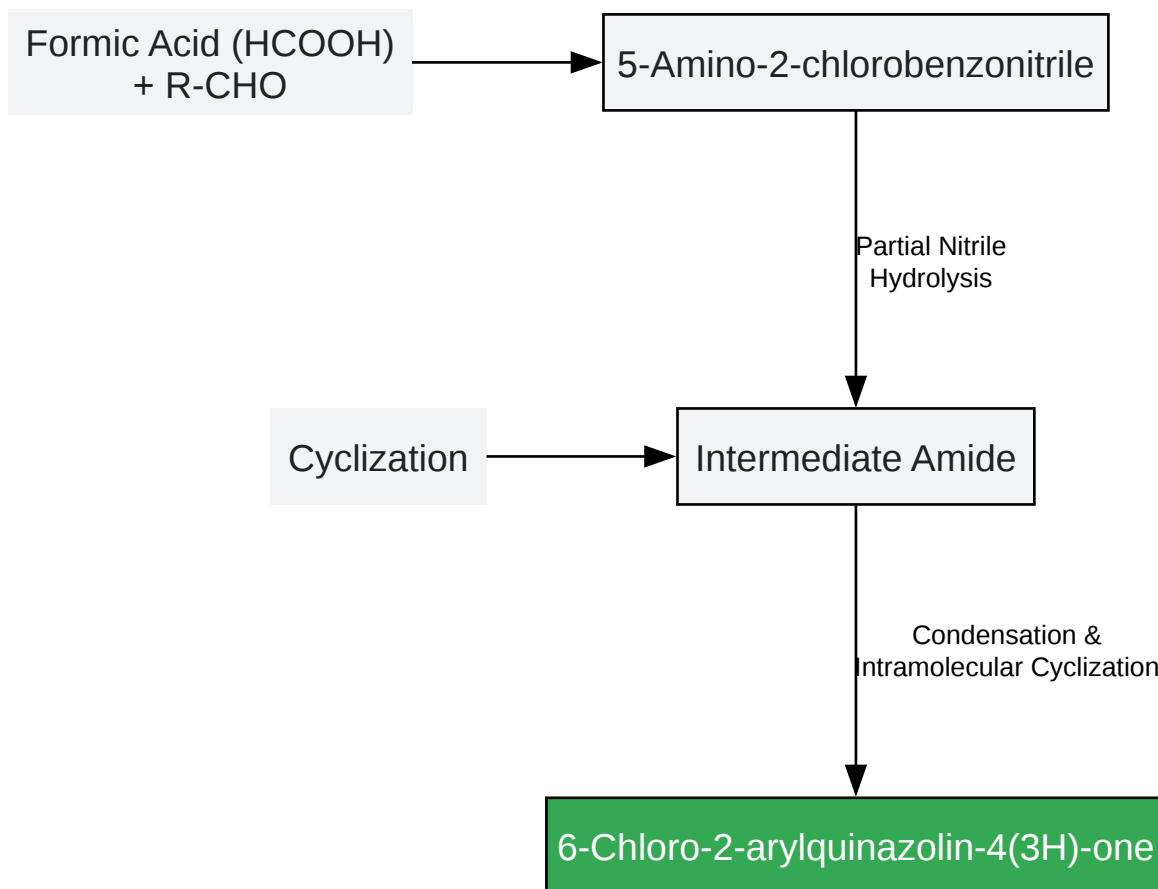 Formic Acid (HCOOH)
+ R-CHO
5-Amino-2-chlorobenzonitrile
Partial Nitrile
Hydrolysis
Cyclization
Intermediate Amide
Condensation &
Intramolecular Cyclization
6-Chloro-2-arylquinazolin-4(3H)-one